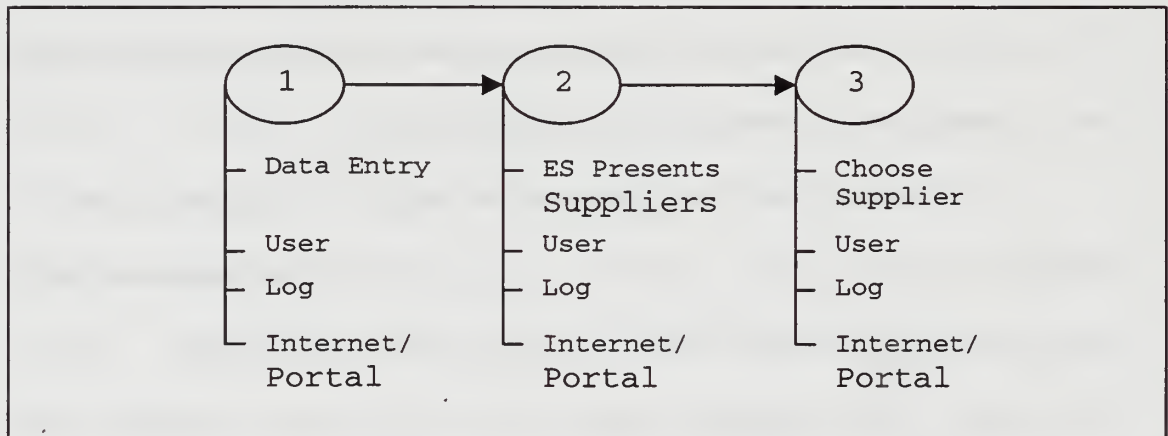 1
2
3
Data Entry
User
Log
Internet/
Portal
ES Presents
Suppliers
User
Log
Internet/
Portal
Choose
Supplier
User
Log
Internet/
Portal